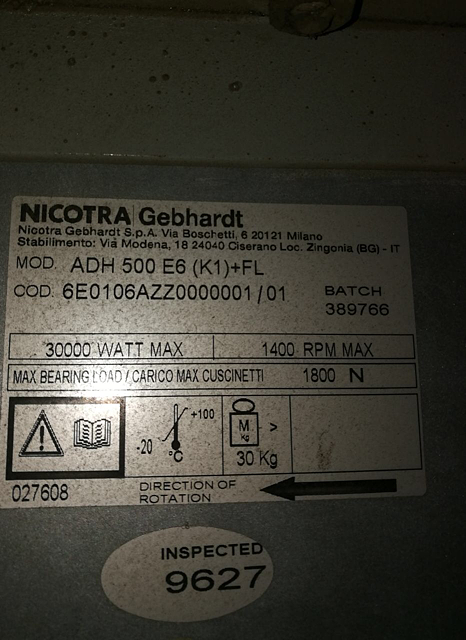 NICOTRA Gebhardt
Nicotra Gebhardt S.p.A. Via Boschetti, 6 20121 Milano
Stabilimento: Via Modena, 18 24040 Ciserano Loc. Zingonia (BG) - IT
MOD. ADH 500 E6 (K1)+FL
COD. 6E0106AZZ0000001/01
BATCH
389766
30000 WATT MAX 1400 RPM MAX
MAX BEARING LOAD / CARICO MAX CUSCINETTI 1800 N
-20 +100 °C
M kg > 30 Kg
027608
DIRECTION OF
ROTATION
INSPECTED
9627